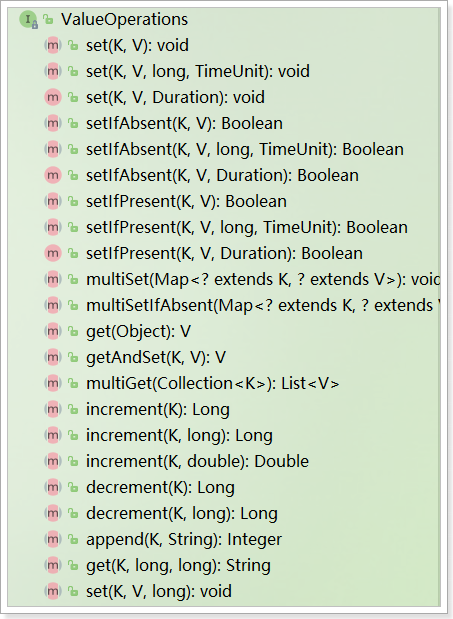 I ValueOperations
m set(K, V): void
m set(K, V, long, TimeUnit): void
m set(K, V, Duration): void
m setIfAbsent(K, V): Boolean
m setIfAbsent(K, V, long, TimeUnit): Boolean
m setIfAbsent(K, V, Duration): Boolean
m setIfPresent(K, V): Boolean
m setIfPresent(K, V, long, TimeUnit): Boolean
m setIfPresent(K, V, Duration): Boolean
m multiSet(Map<? extends K, ? extends V>): void
m multiSetIfAbsent(Map<? extends K, ? extends V
m get(Object): V
m getAndSet(K, V): V
m multiGet(Collection<K>): List<V>
m increment(K): Long
m increment(K, long): Long
m increment(K, double): Double
m decrement(K): Long
m decrement(K, long): Long
m append(K, String): Integer
m get(K, long, long): String
m set(K, V, long): void